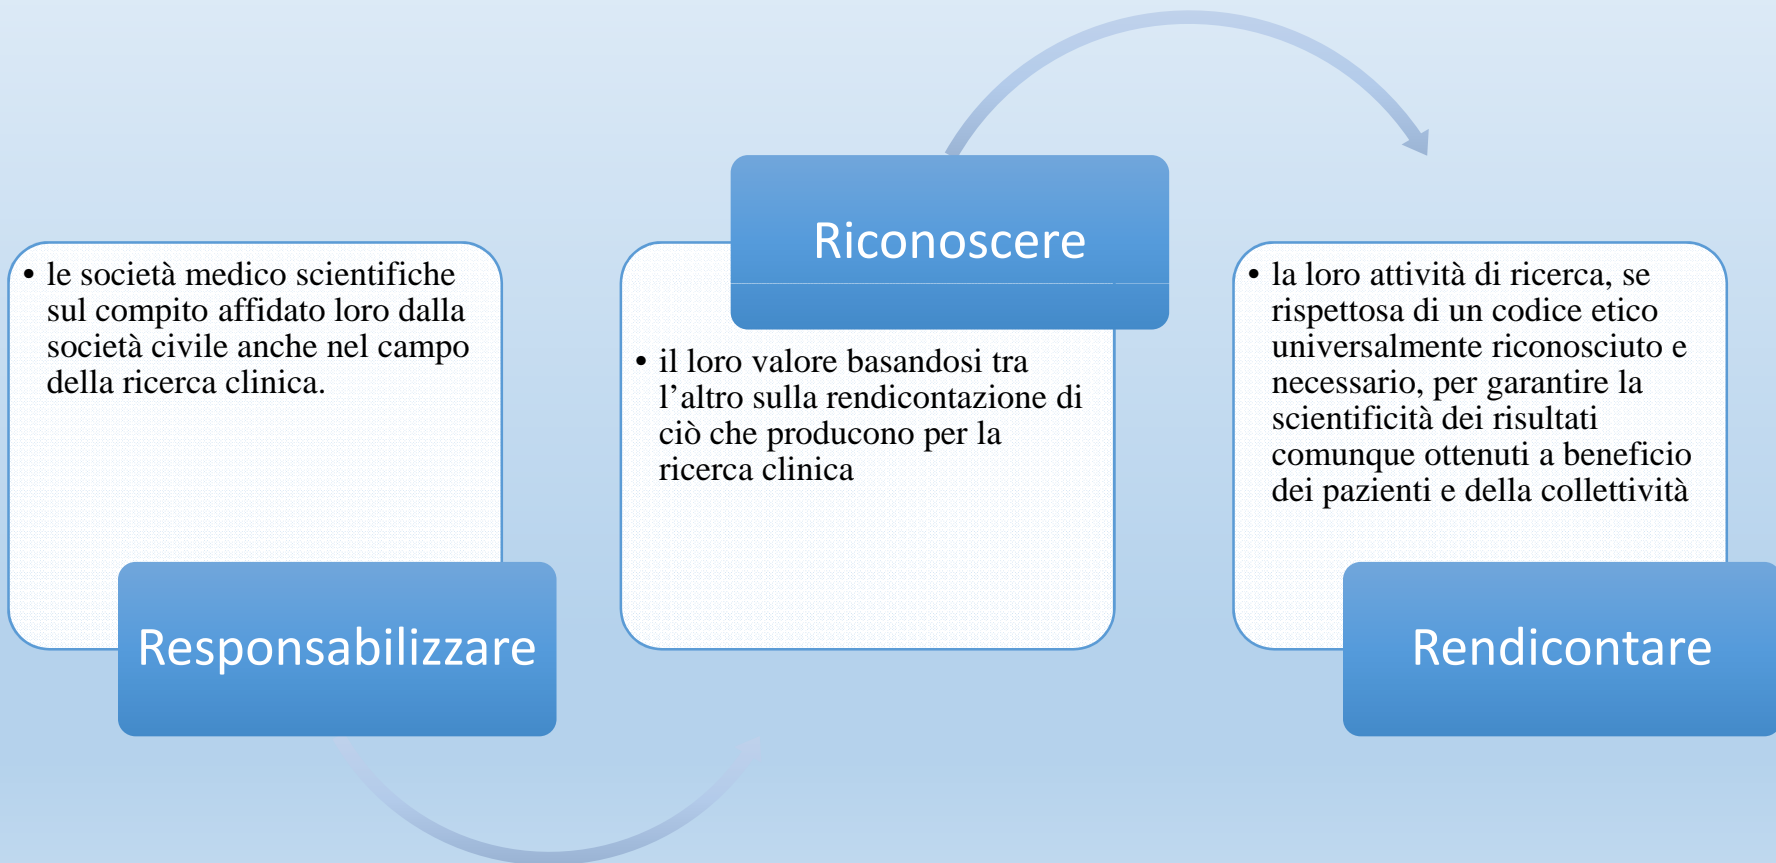 • le società medico scientifiche
sul compito affidato loro dalla
società civile anche nel campo
della ricerca clinica.
Responsabilizzare
Riconoscere
• il loro valore basandosi tra
l’altro sulla rendicontazione di
ciò che producono per la
ricerca clinica
• la loro attività di ricerca, se
rispettosa di un codice etico
universalmente riconosciuto e
necessario, per garantire la
scientificità dei risultati
comunque ottenuti a beneficio
dei pazienti e della collettività
Rendicontare